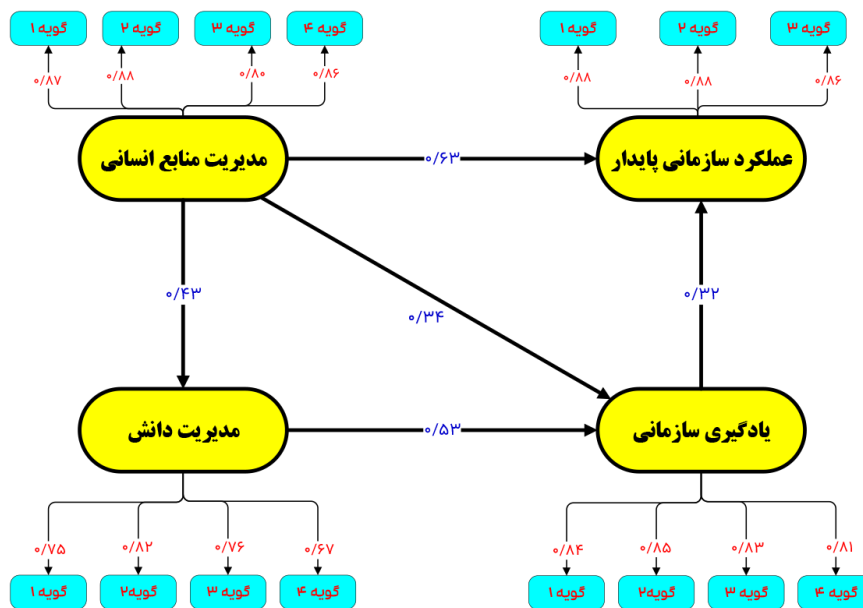 گویه ۴ گویه ۳ گویه ۲ گویه ۱
گویه ۳ گویه ۲ گویه ۱
۰/۸۶ ۰/۸۰ ۰/۸۸ ۰/۸۷
۰/۸۶ ۰/۸۸ ۰/۸۸
مدیریت منابع انسانی
۰/۶۳
عملکرد سازمانی پایدار
۰/۴۳
۰/۳۴
۰/۳۲
مدیریت دانش
۰/۵۳
یادگیری سازمانی
۰/۶۷ ۰/۷۶ ۰/۸۲ ۰/۷۵
۰/۸۱ ۰/۸۳ ۰/۸۵ ۰/۸۴
گویه ۴ گویه ۳ گویه۲ گویه ۱
گویه ۴ گویه ۳ گویه۲ گویه ۱